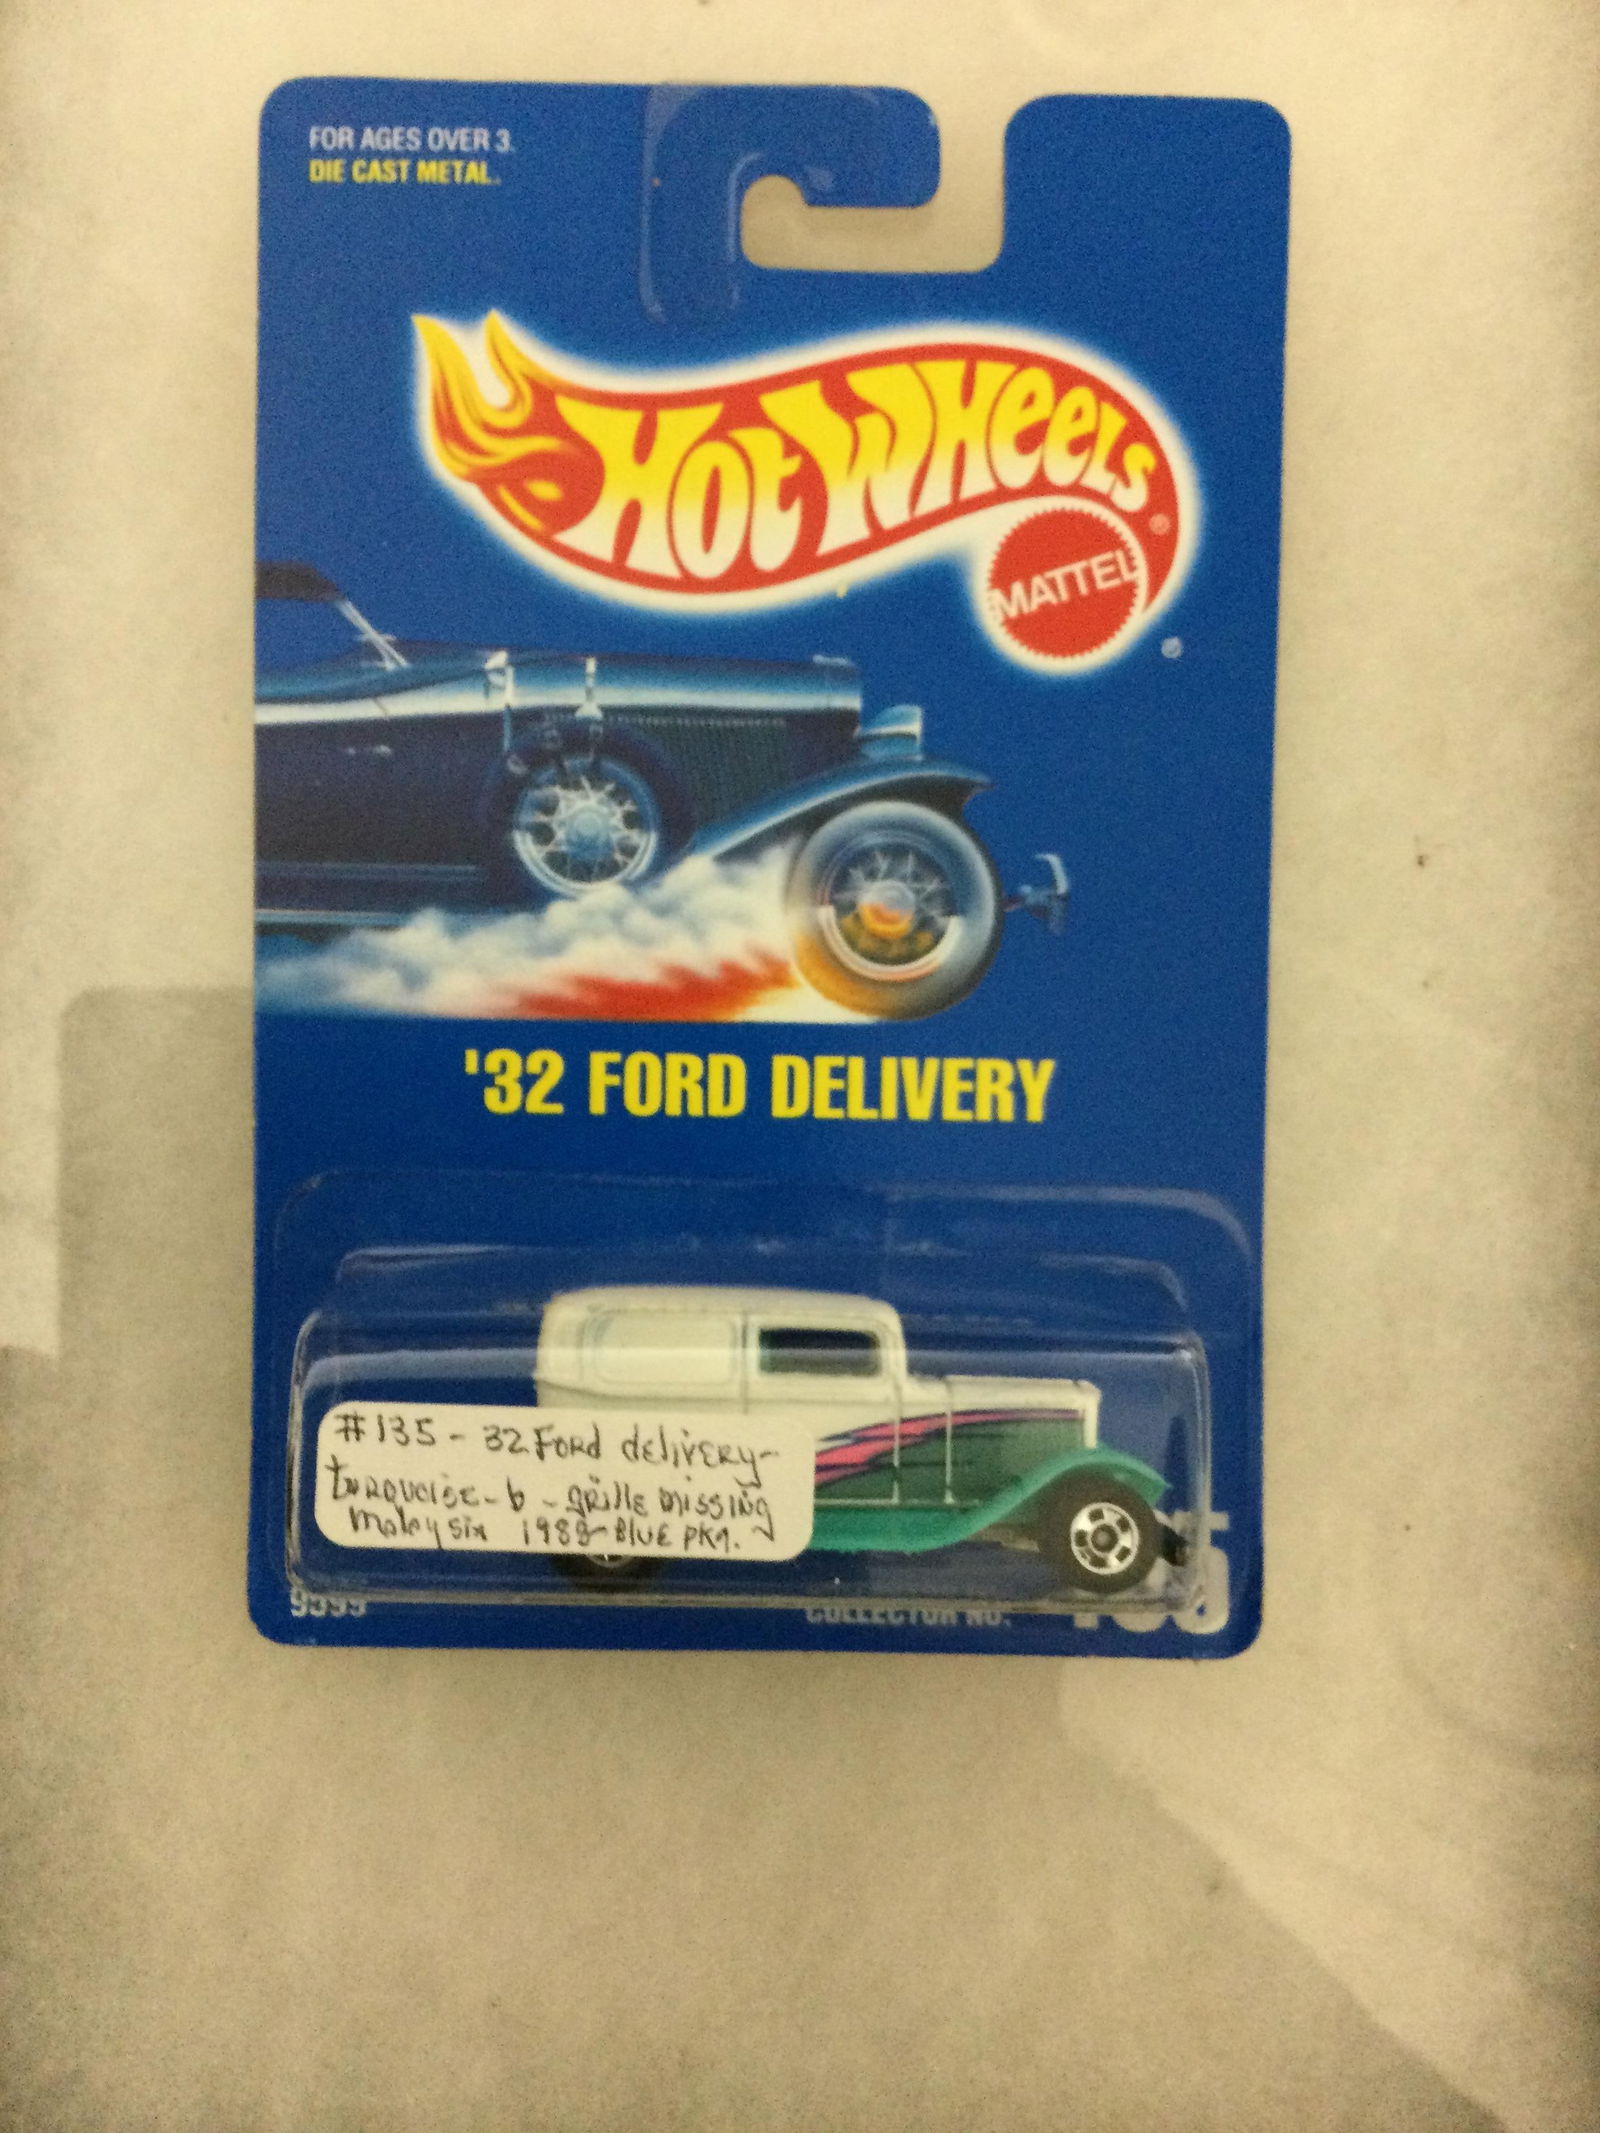 FOR AGES OVER 3.
DIE CAST METAL.
HOT WHEELS®
MATTEL
®
'32 FORD DELIVERY
#135 - 32 Ford delivery-
turquoise - b - grille missing
Malaysia 1988-Blue pkg.
COLLECTOR NO.